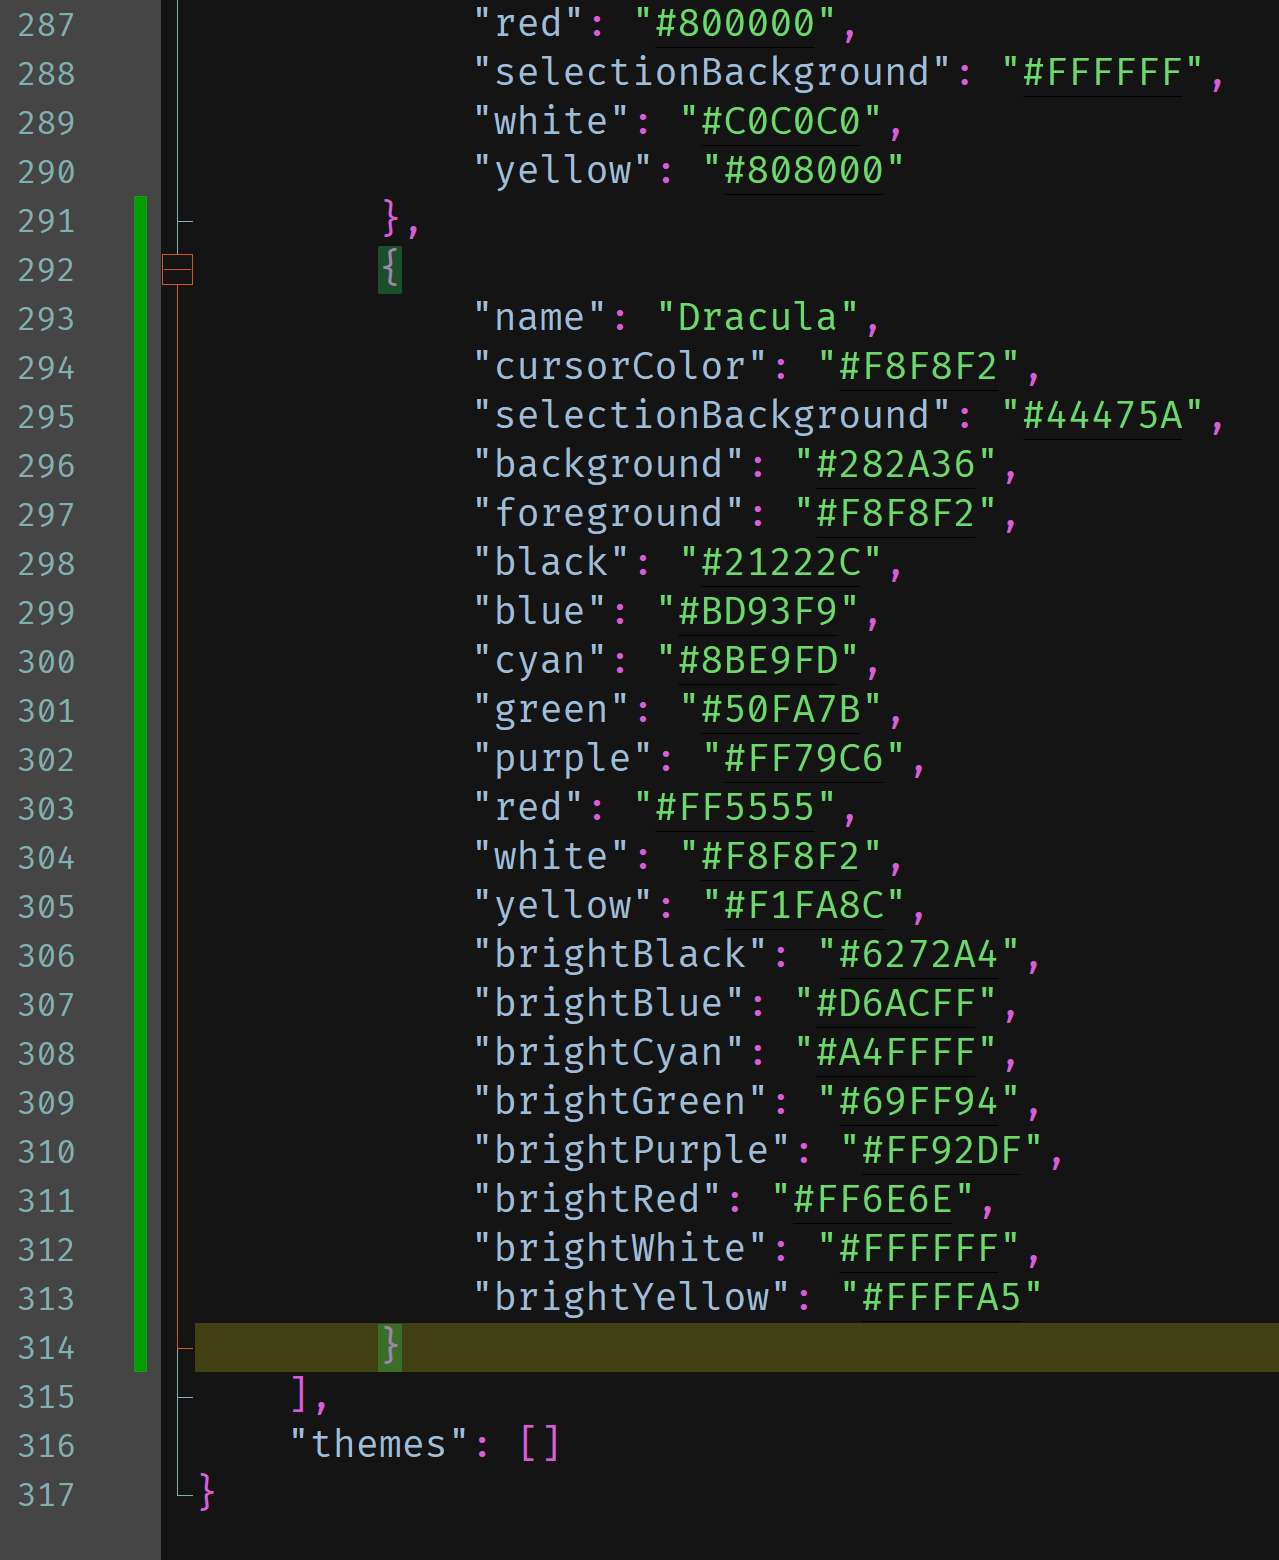 287 "red": "#800000",
288 "selectionBackground": "#FFFFFF",
289 "white": "#C0C0C0",
290 "yellow": "#808000"
291 },
292 {
293 "name": "Dracula",
294 "cursorColor": "#F8F8F2",
295 "selectionBackground": "#44475A",
296 "background": "#282A36",
297 "foreground": "#F8F8F2",
298 "black": "#21222C",
299 "blue": "#BD93F9",
300 "cyan": "#8BE9FD",
301 "green": "#50FA7B",
302 "purple": "#FF79C6",
303 "red": "#FF5555",
304 "white": "#F8F8F2",
305 "yellow": "#F1FA8C",
306 "brightBlack": "#6272A4",
307 "brightBlue": "#D6ACFF",
308 "brightCyan": "#A4FFFF",
309 "brightGreen": "#69FF94",
310 "brightPurple": "#FF92DF",
311 "brightRed": "#FF6E6E",
312 "brightWhite": "#FFFFFF",
313 "brightYellow": "#FFFFA5"
314 }
315 ],
316 "themes": []
317 }